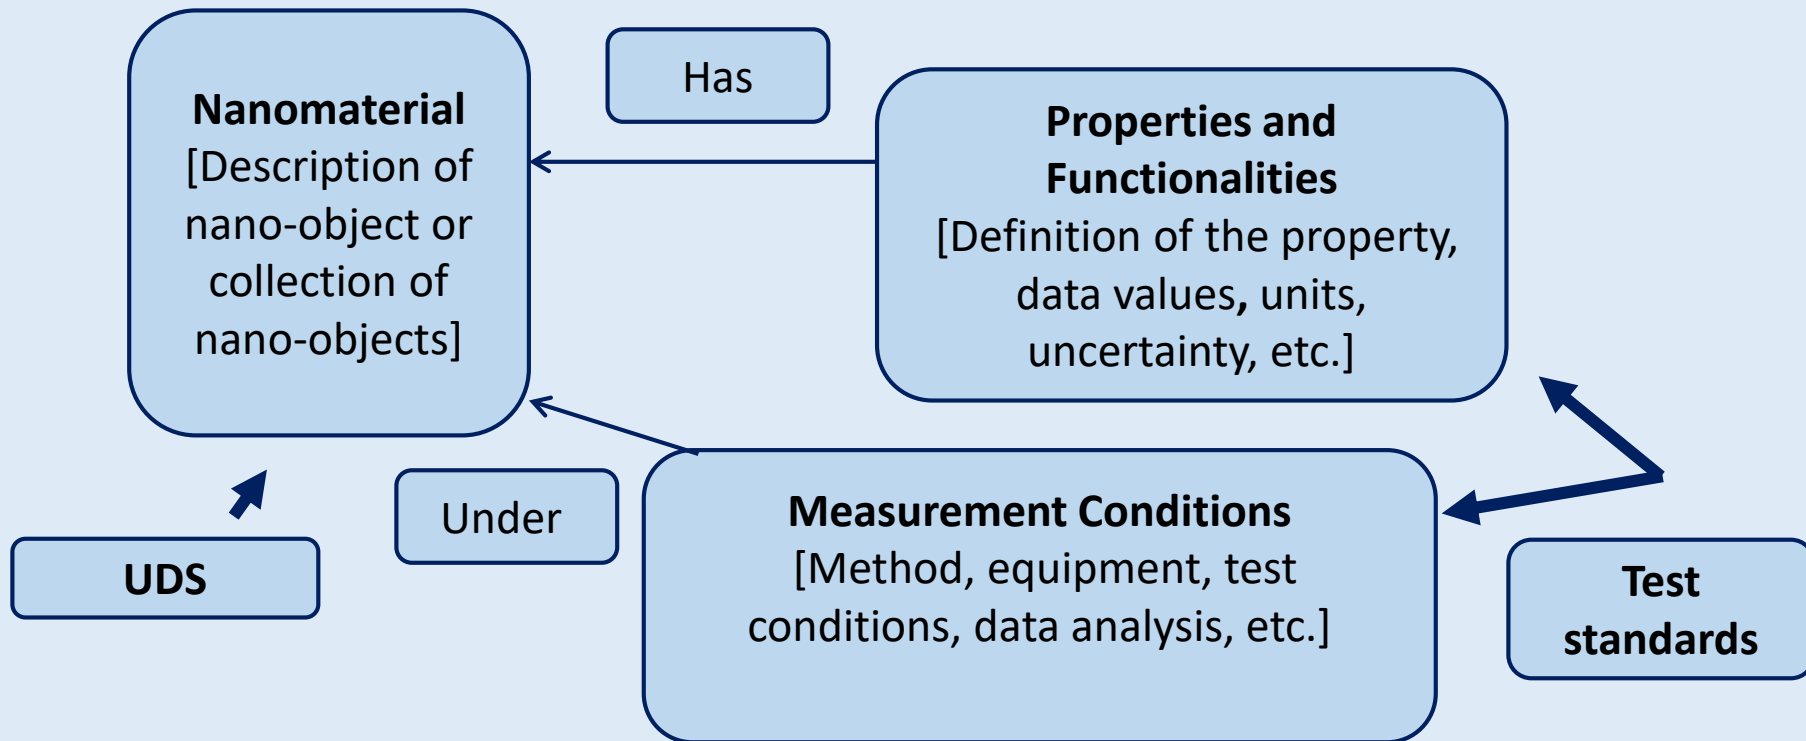 Nanomaterial
[Description of
nano-object or
collection of
nano-objects]
Has
Properties and
Functionalities
[Definition of the property,
data values, units,
uncertainty, etc.]
UDS
Under
Measurement Conditions
[Method, equipment, test
conditions, data analysis, etc.]
Test
standards